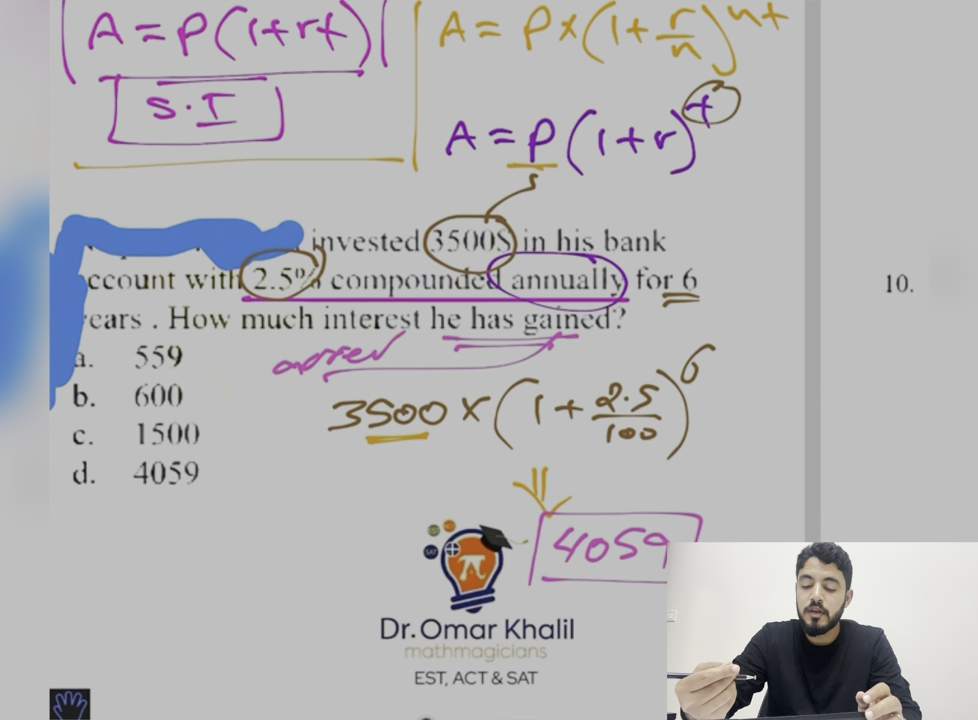 A = P(1+rt)
S.I
A = P×(1+r/n)^nt
A = P(1+r)^t
invested 3500$ in his bank
ccount with 2.5% compounded annually for 6
ears . How much interest he has gained?
a. 559
b. 600
c. 1500
d. 4059
3500 × (1 + 2.5/100)^6
4059
10.
SAT
π
Dr.Omar Khalil
mathmagicians
EST, ACT & SAT